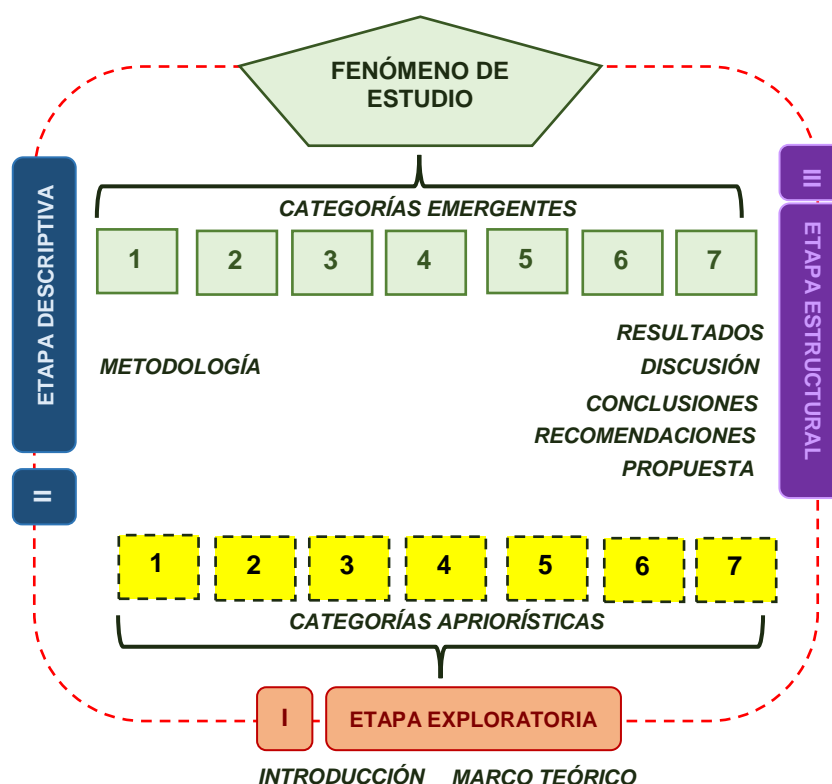 FENÓMENO DE
ESTUDIO
CATEGORÍAS EMERGENTES
1 2 3 4 5 6 7
ETAPA DESCRIPTIVA
II
III
ETAPA ESTRUCTURAL
METODOLOGÍA
RESULTADOS
DISCUSIÓN
CONCLUSIONES
RECOMENDACIONES
PROPUESTA
1 2 3 4 5 6 7
CATEGORÍAS APRIORÍSTICAS
I ETAPA EXPLORATORIA
INTRODUCCIÓN MARCO TEÓRICO